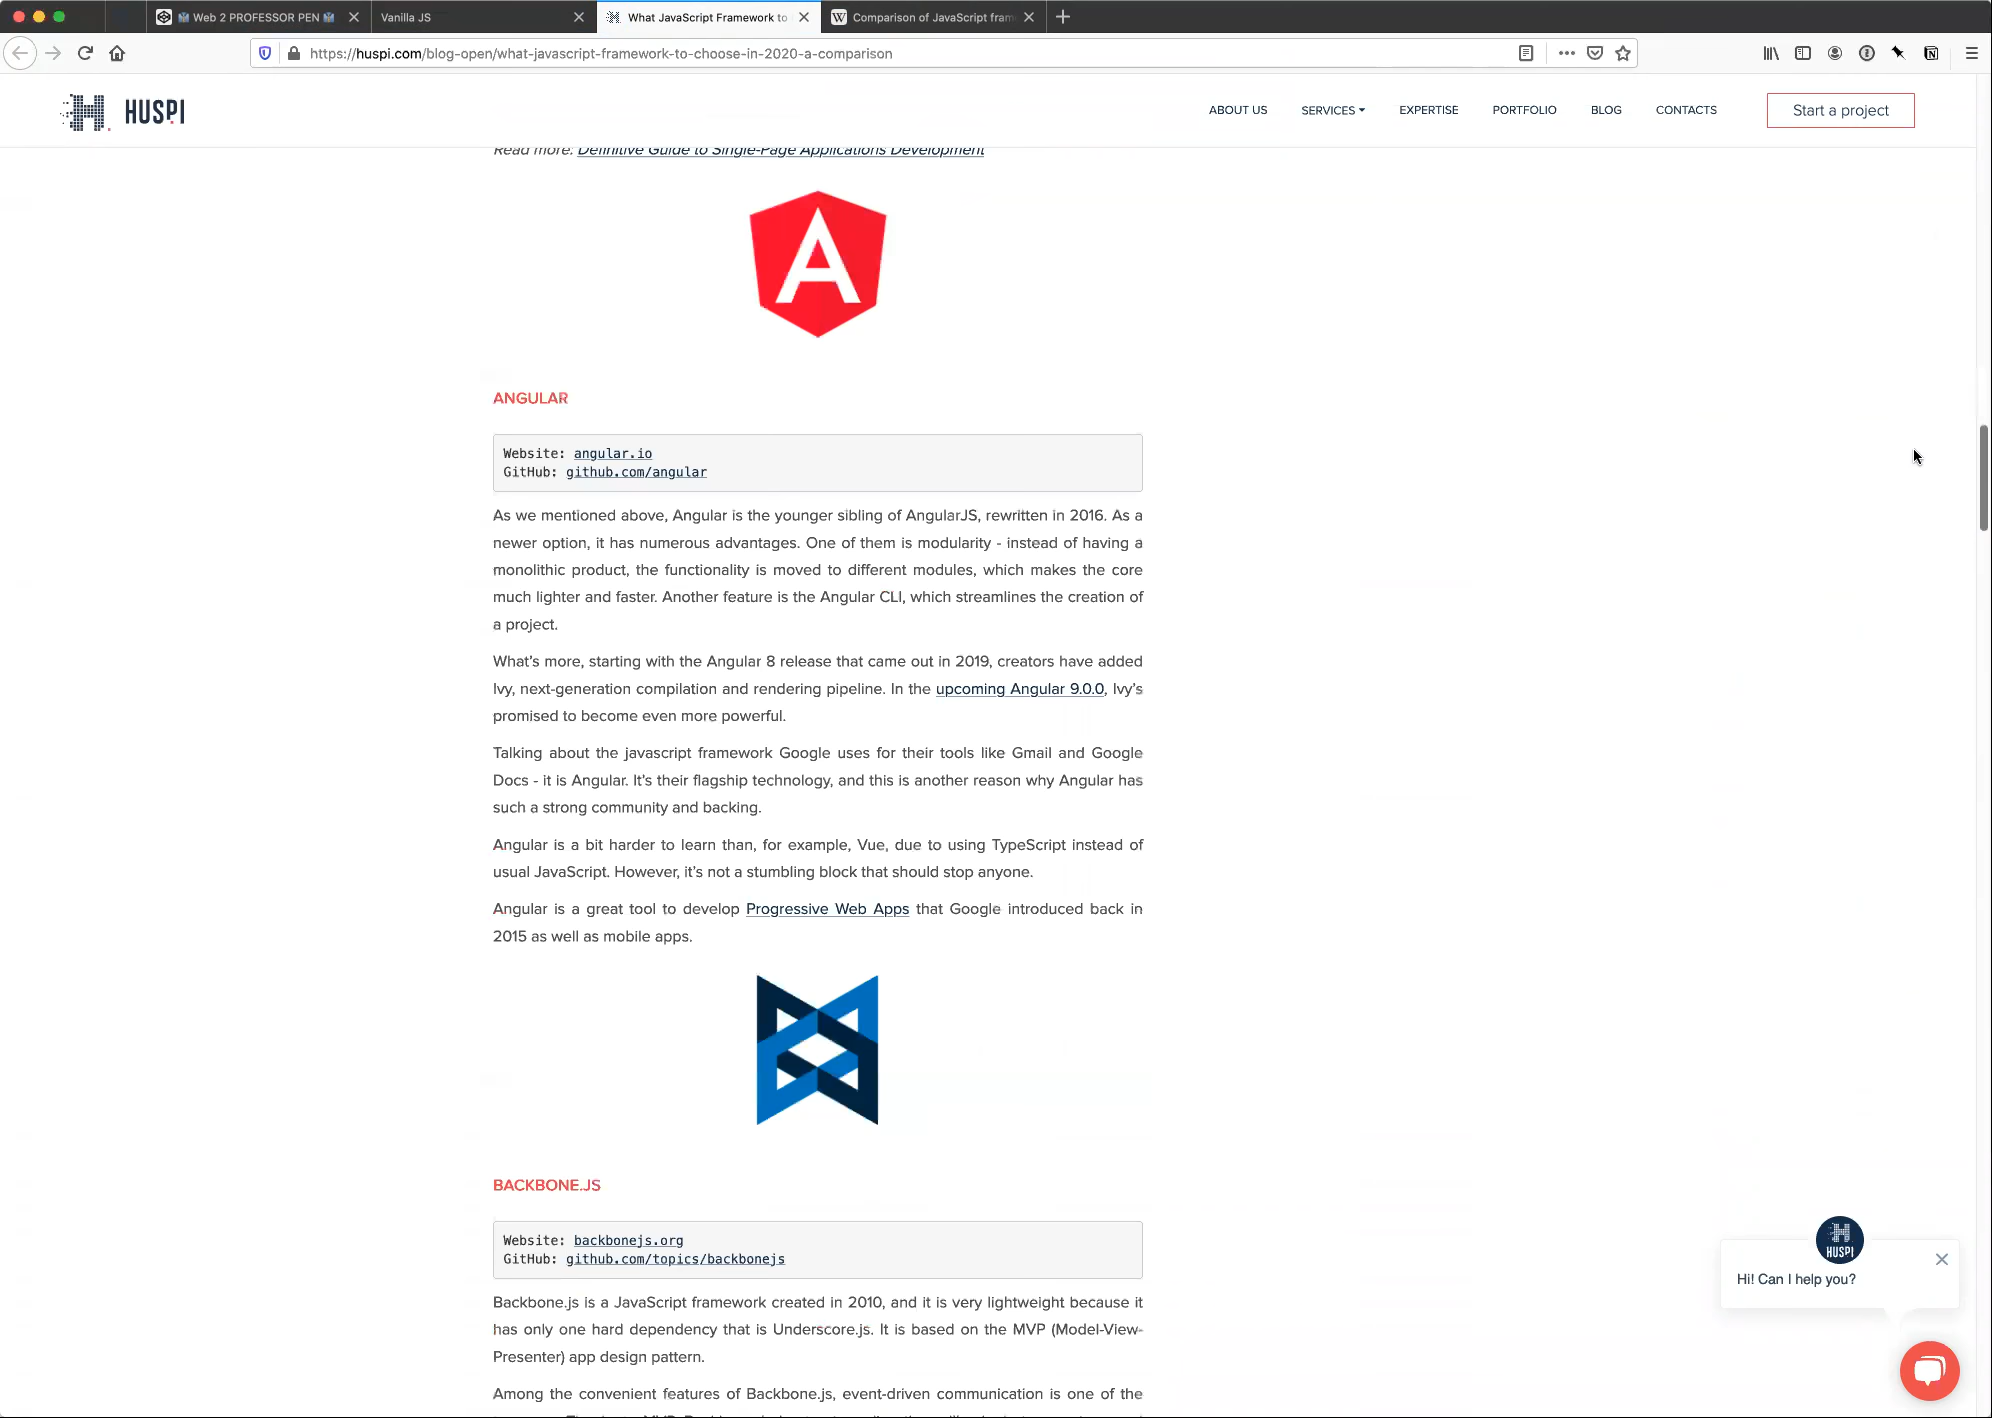 Web 2 PROFESSOR PEN
Vanilla JS
What JavaScript Framework to
Comparison of JavaScript fram
https://huspi.com/blog-open/what-javascript-framework-to-choose-in-2020-a-comparison
HUSPI
ABOUT US
SERVICES
EXPERTISE
PORTFOLIO
BLOG
CONTACTS
Start a project
Read more: Definitive Guide to Single-Page Applications Development
ANGULAR
Website: angular.io
GitHub: github.com/angular
As we mentioned above, Angular is the younger sibling of AngularJS, rewritten in 2016. As a
newer option, it has numerous advantages. One of them is modularity - instead of having a
monolithic product, the functionality is moved to different modules, which makes the core
much lighter and faster. Another feature is the Angular CLI, which streamlines the creation of
a project.
What's more, starting with the Angular 8 release that came out in 2019, creators have added
Ivy, next-generation compilation and rendering pipeline. In the upcoming Angular 9.0.0, Ivy's
promised to become even more powerful.
Talking about the javascript framework Google uses for their tools like Gmail and Google
Docs - it is Angular. It's their flagship technology, and this is another reason why Angular has
such a strong community and backing.
Angular is a bit harder to learn than, for example, Vue, due to using TypeScript instead of
usual JavaScript. However, it's not a stumbling block that should stop anyone.
Angular is a great tool to develop Progressive Web Apps that Google introduced back in
2015 as well as mobile apps.
BACKBONE.JS
Website: backbonejs.org
GitHub: github.com/topics/backbonejs
Backbone.js is a JavaScript framework created in 2010, and it is very lightweight because it
has only one hard dependency that is Underscore.js. It is based on the MVP (Model-View-
Presenter) app design pattern.
Among the convenient features of Backbone.js, event-driven communication is one of the
HUSPI
Hi! Can I help you?